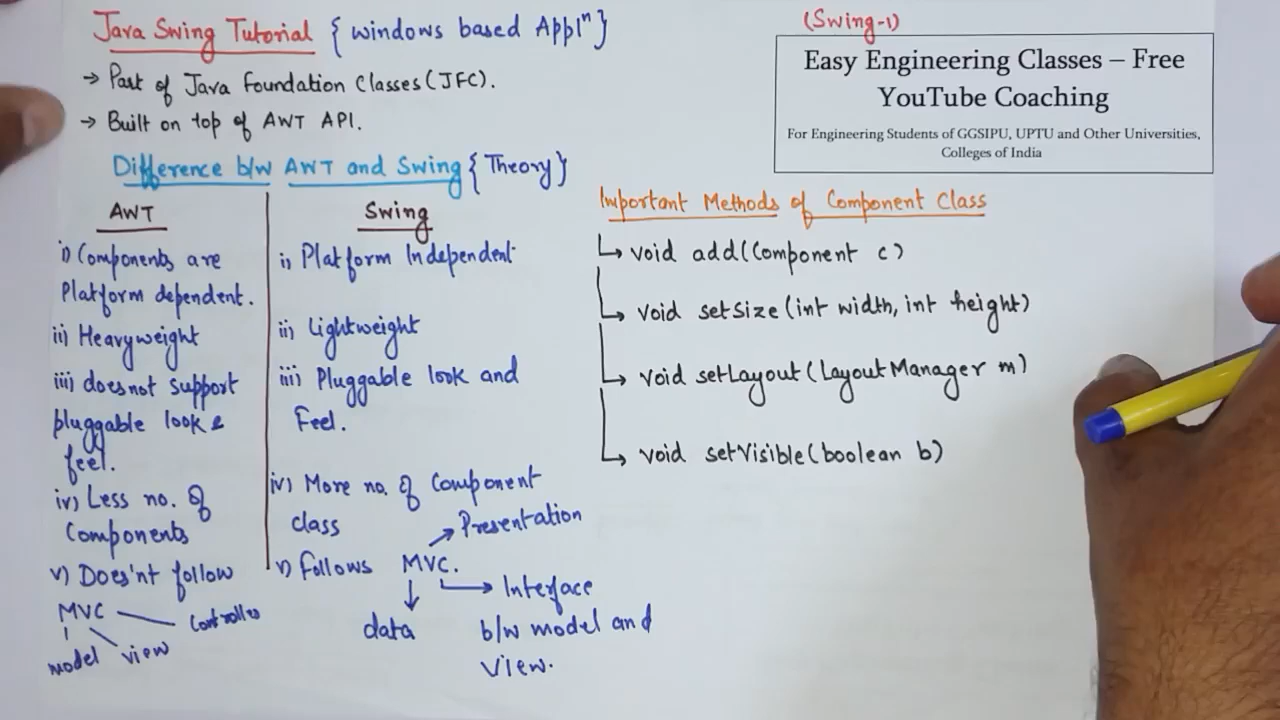 Java Swing Tutorial { windows based Appl^n }
→ Part of Java Foundation Classes (JFC).
→ Built on top of AWT API.
(Swing-1)
Easy Engineering Classes – Free
YouTube Coaching
For Engineering Students of GGSIPU, UPTU and Other Universities,
Colleges of India
Difference b/w AWT and Swing { Theory }
AWT
i) Components are
Platform dependent.
ii) Heavyweight
iii) doesnot support
pluggable look &
feel.
iv) Less no. of
Components
v) Does'nt follow
MVC
Controller
model view
Swing
i) Platform Independent
ii) Lightweight
iii) Pluggable look and
Feel.
iv) More no. of Component
class
Presentation
v) Follows MVC.
Interface
data b/w model and
view.
Important Methods of Component Class
↳ void add(Component c)
↳ void setSize (int width, int height)
↳ void setLayout (LayoutManager m)
↳ void setVisible(boolean b)